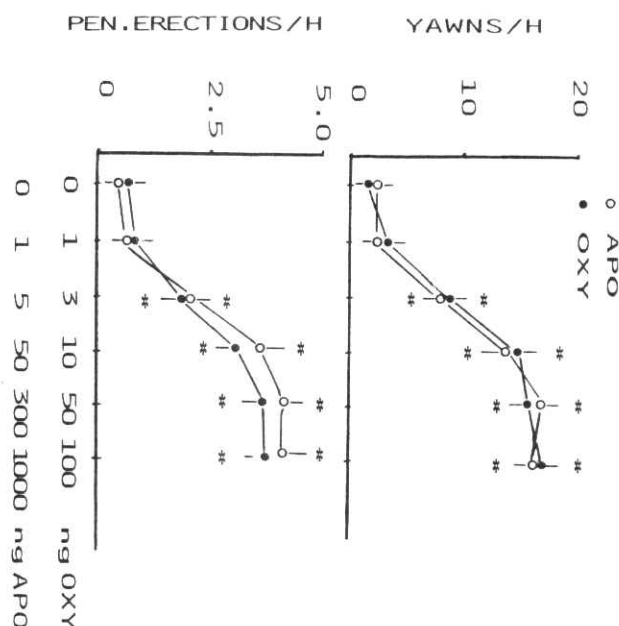 ○ APO
● OXY
YAWNS/H
20
10
0
* * * *
* * * *
PEN.ERECTIONS/H
5.0
2.5
0
* * * *
* * * *
0 1 3 10 50 100 ng OXY
0 1 5 50 300 1000 ng APO